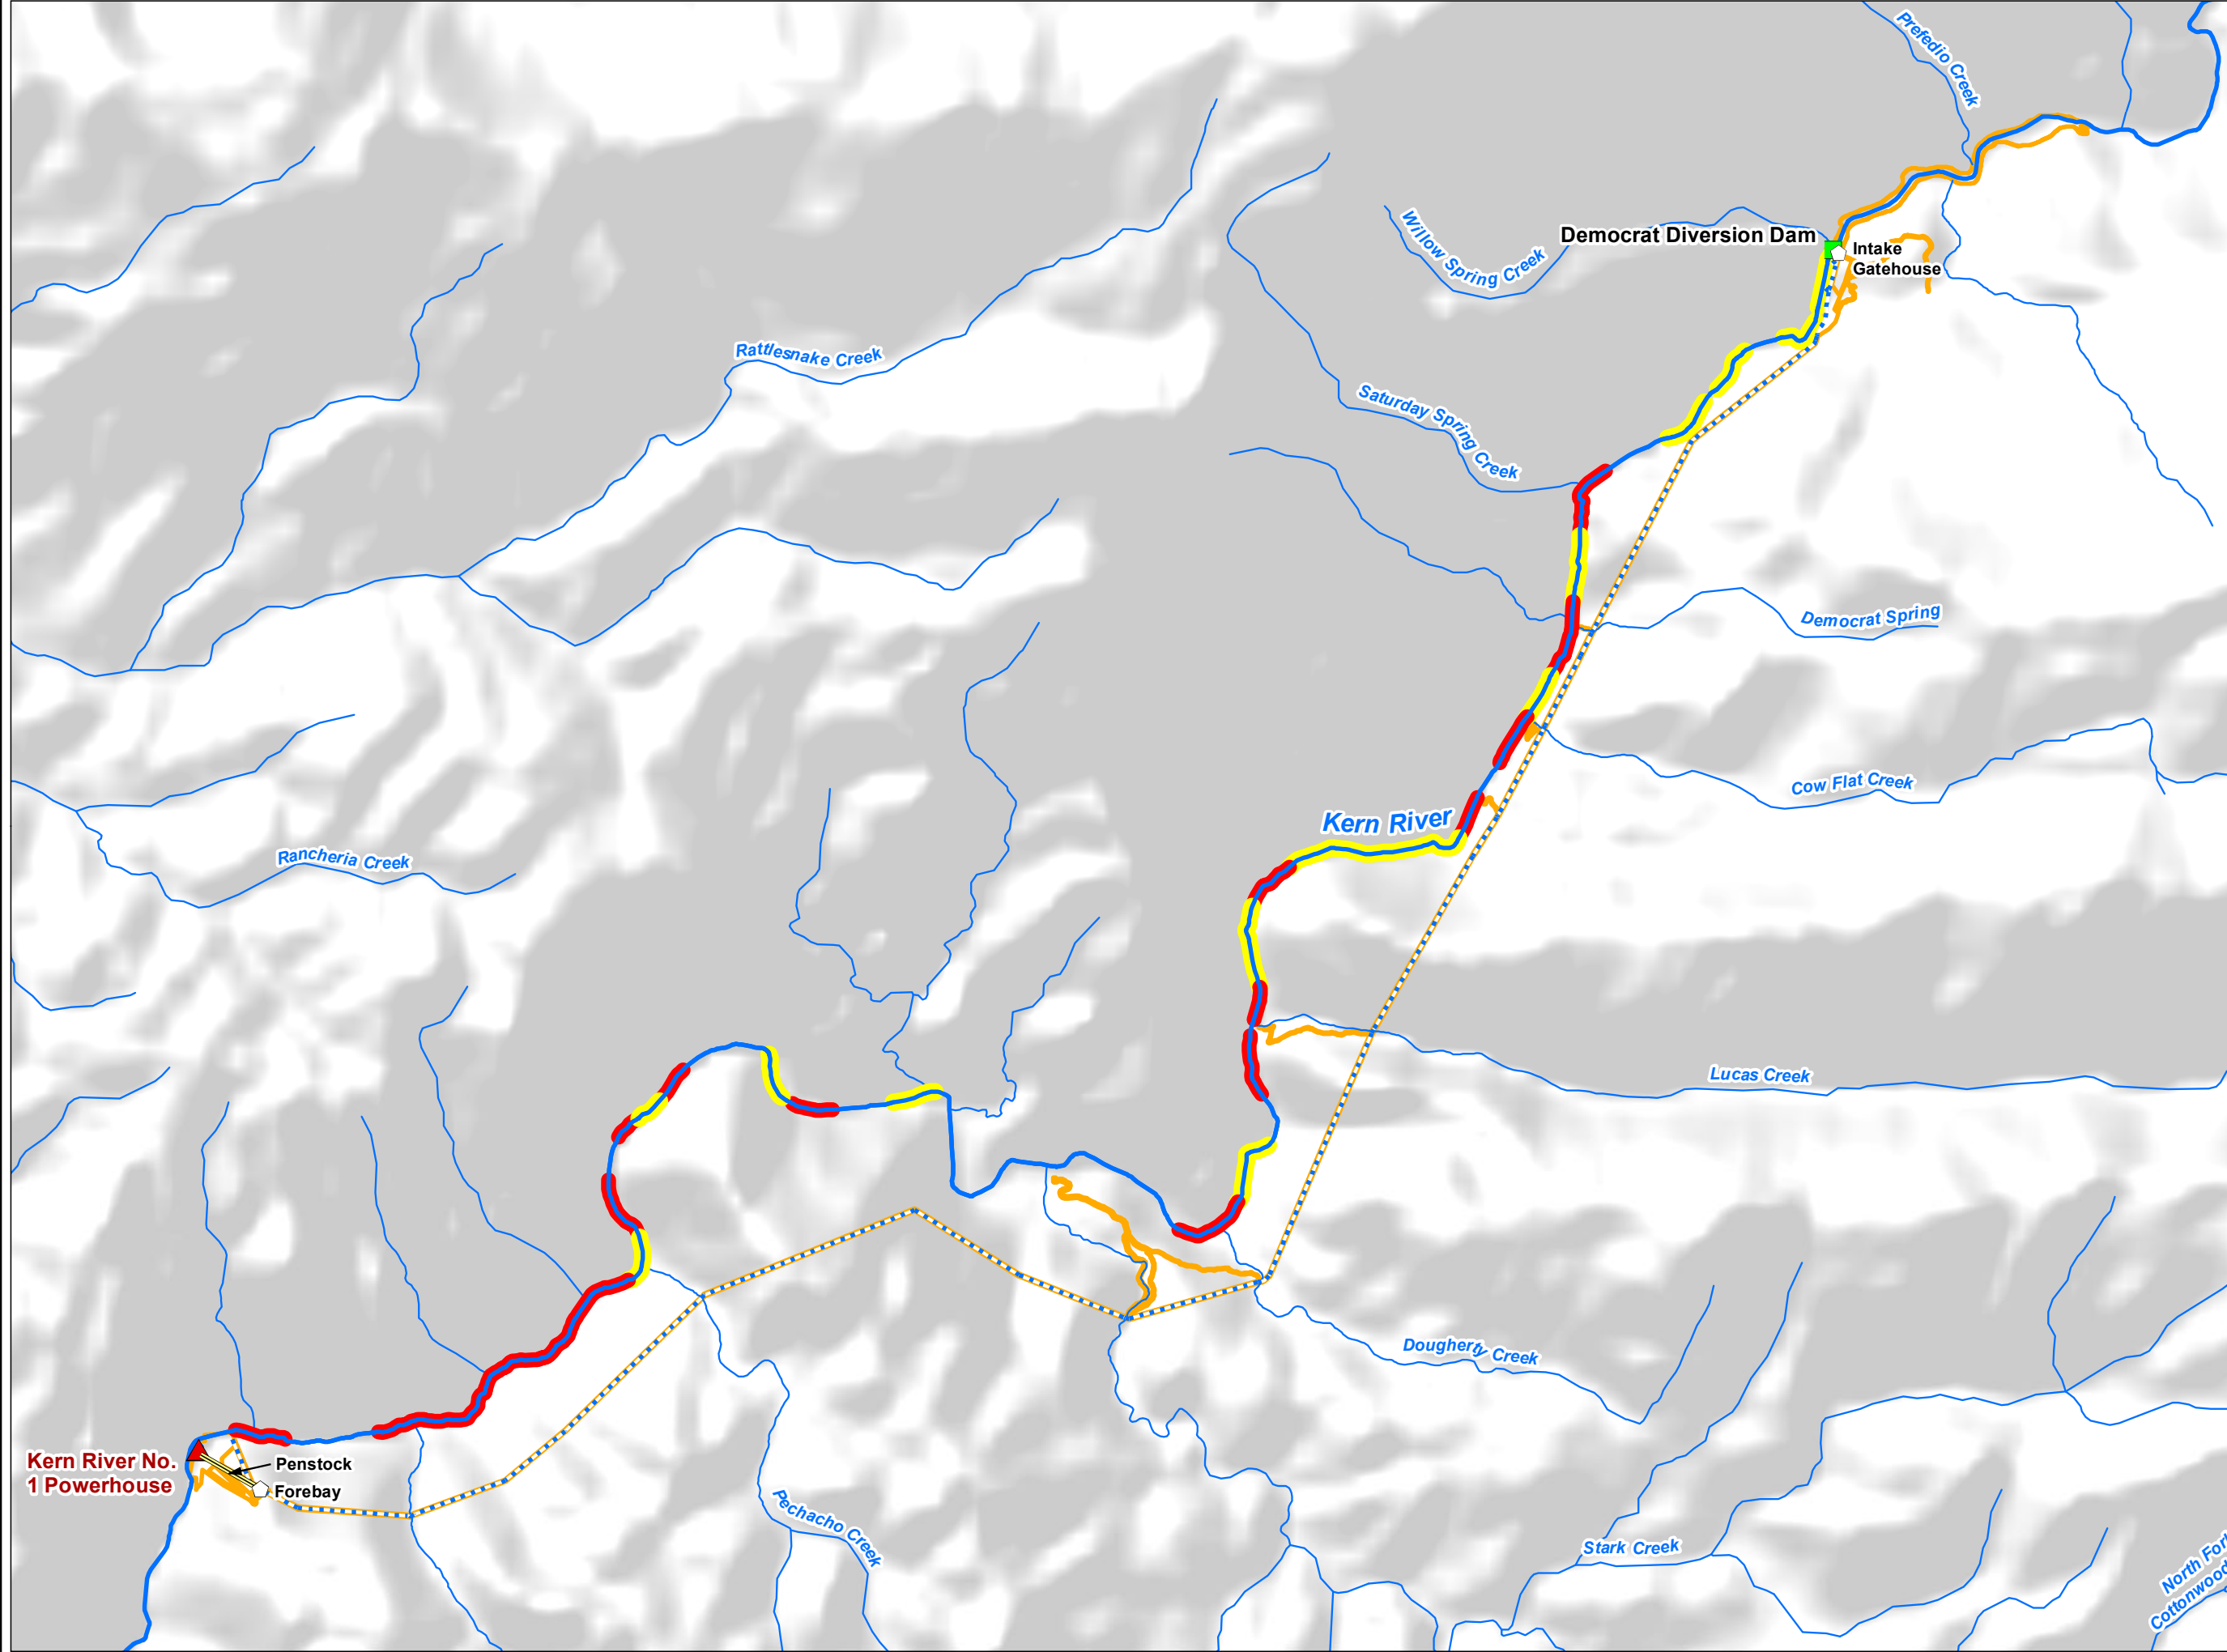 Prefedio Creek
Willow Spring Creek
Democrat Diversion Dam
Intake
Gatehouse
Rattlesnake Creek
Saturday Spring Creek
Democrat Spring
Cow Flat Creek
Kern River
Rancheria Creek
Lucas Creek
Dougherty Creek
Kern River No.
1 Powerhouse
Penstock
Forebay
Pechacho Creek
Stark Creek
North Fork
Cottonwood